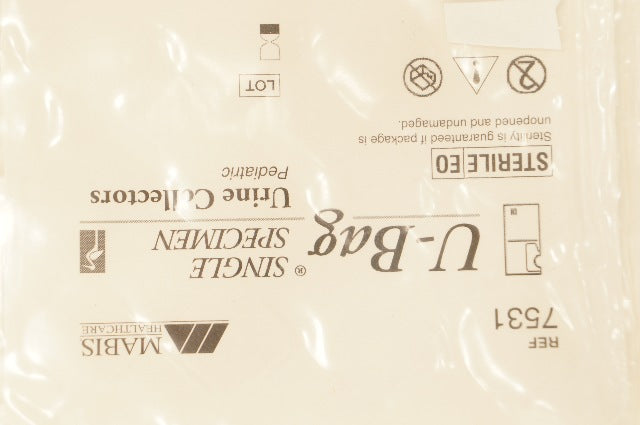 REF
7531
MABIS
HEALTHCARE
U-Bag®
SINGLE
SPECIMEN
Urine Collectors
Pediatric
STERILE EO
Sterility is guaranteed if package is
unopened and undamaged.
LOT